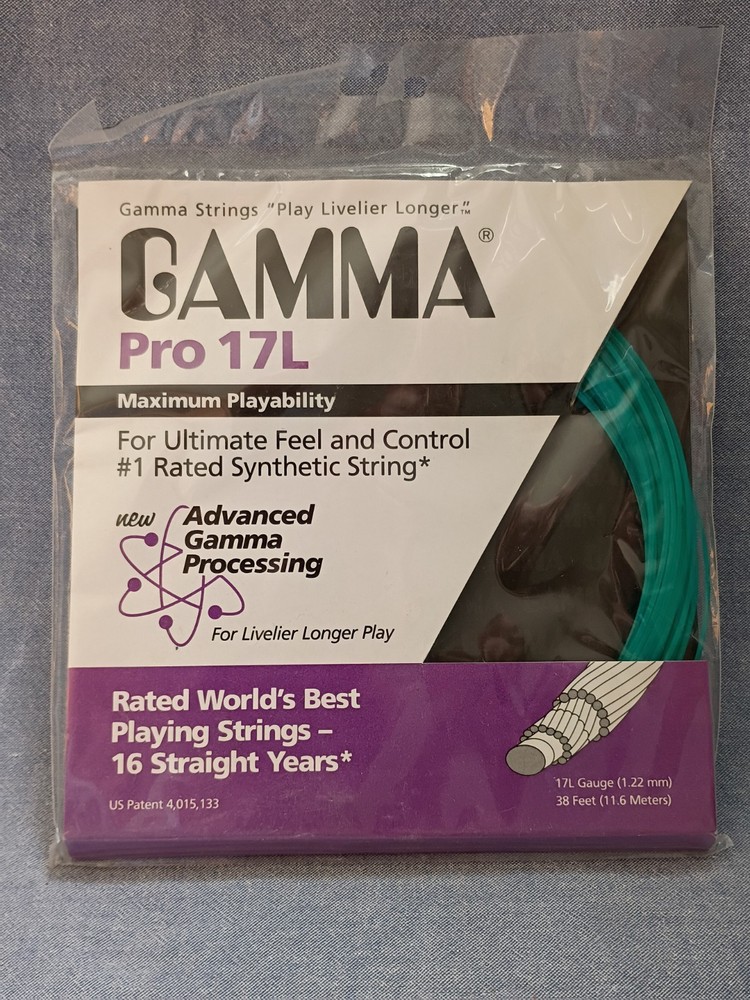 Gamma Strings "Play Livelier Longer."™
GAMMA®
Pro 17L
Maximum Playability
For Ultimate Feel and Control
#1 Rated Synthetic String*
new Advanced
Gamma
Processing
For Livelier Longer Play
Rated World's Best
Playing Strings –
16 Straight Years*
17L Gauge (1.22 mm)
38 Feet (11.6 Meters)
US Patent 4,015,133